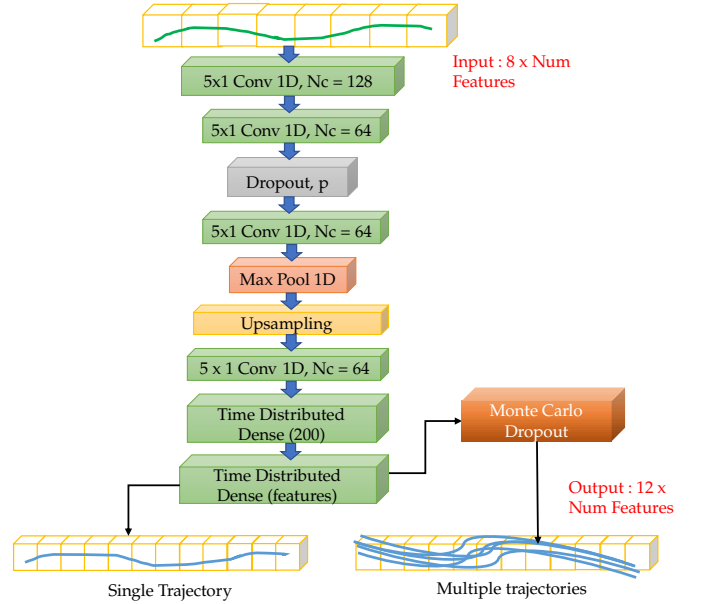 Input : 8 x Num
Features
5x1 Conv 1D, Nc = 128
5x1 Conv 1D, Nc = 64
Dropout, p
5x1 Conv 1D, Nc = 64
Max Pool 1D
Upsampling
5 x 1 Conv 1D, Nc = 64
Time Distributed
Dense (200)
Monte Carlo
Dropout
Time Distributed
Dense (features)
Output : 12 x
Num Features
Single Trajectory
Multiple trajectories